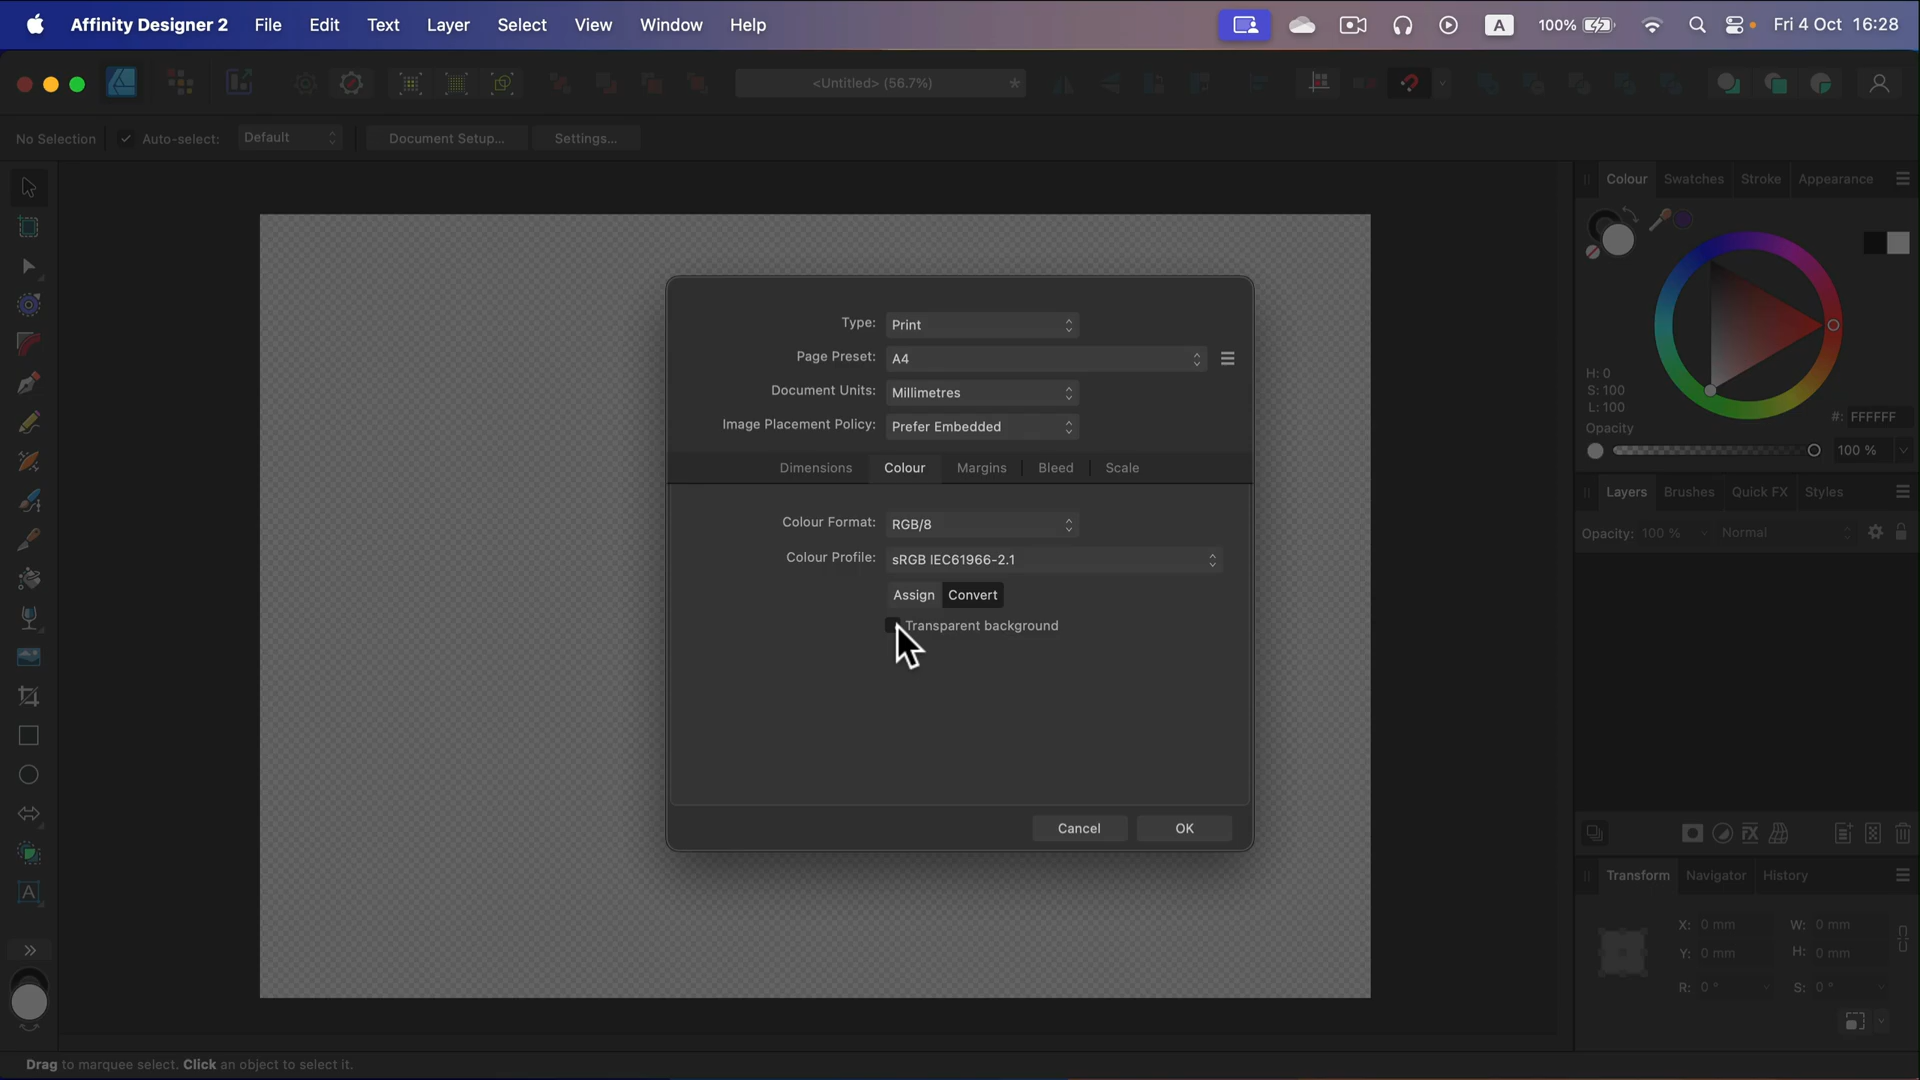 Affinity Designer 2 File Edit Text Layer Select View Window Help A 100% Fri 4 Oct 16:28
<Untitled> (56.7%) *
No Selection Auto-select: Default Document Setup... Settings...
Colour Swatches Stroke Appearance
H: 0
S: 100
L: 100
#: FFFFFF
Opacity
100 %
Type: Print
Page Preset: A4
Document Units: Millimetres
Image Placement Policy: Prefer Embedded
Dimensions Colour Margins Bleed Scale
Colour Format: RGB/8
Colour Profile: sRGB IEC61966-2.1
Assign Convert
Transparent background
Cancel OK
Layers Brushes Quick FX Styles
Opacity: 100 % Normal
FX
Transform Navigator History
X: 0 mm W: 0 mm
Y: 0 mm H: 0 mm
R: 0 ° S: 0 °
A
Drag to marquee select. Click an object to select it.